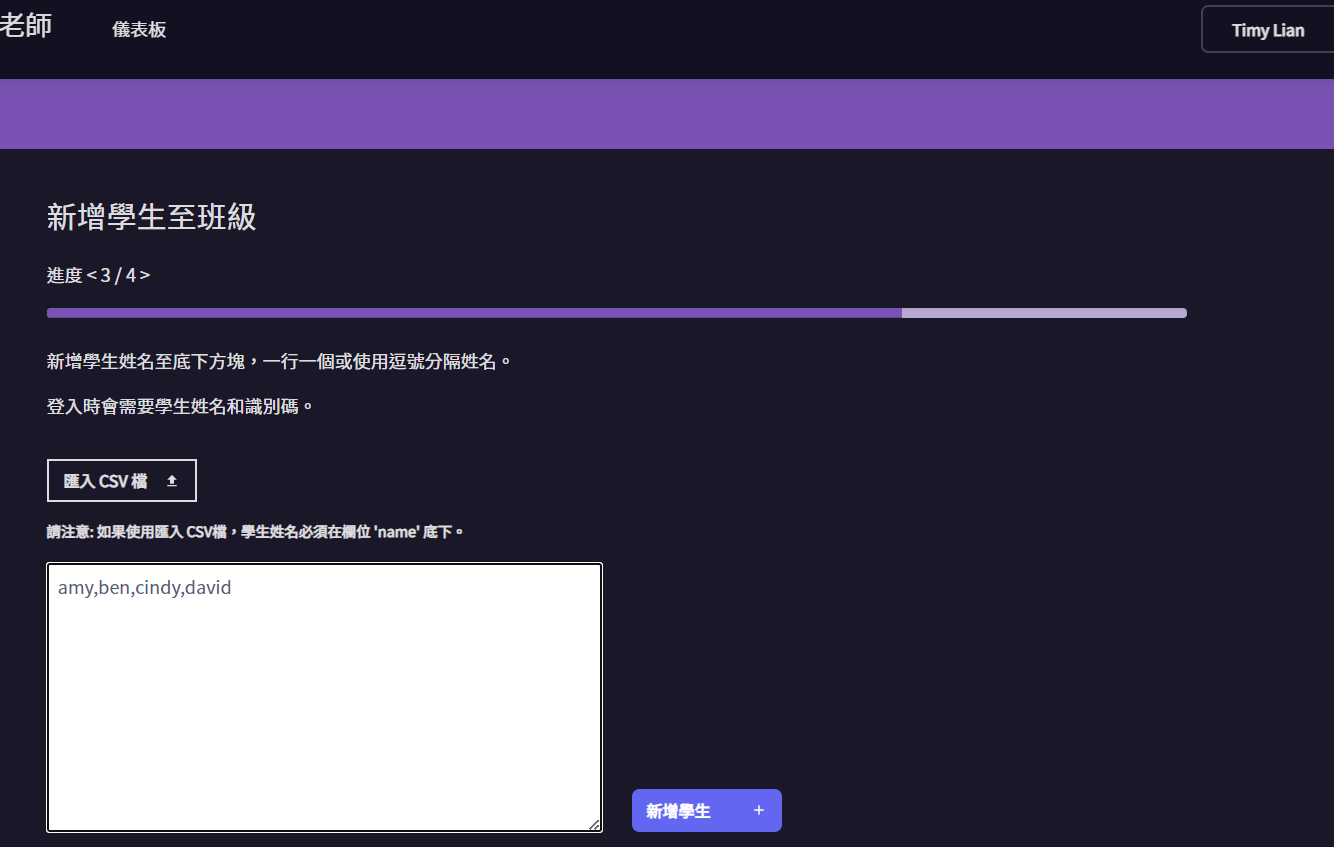 老師
儀表板
Timy Lian
新增學生至班級
進度 < 3 / 4 >
新增學生姓名至底下方塊，一行一個或使用逗號分隔姓名。
登入時會需要學生姓名和識別碼。
匯入 CSV 檔
請注意: 如果使用匯入 CSV檔，學生姓名必須在欄位 'name' 底下。
amy,ben,cindy,david
新增學生 +